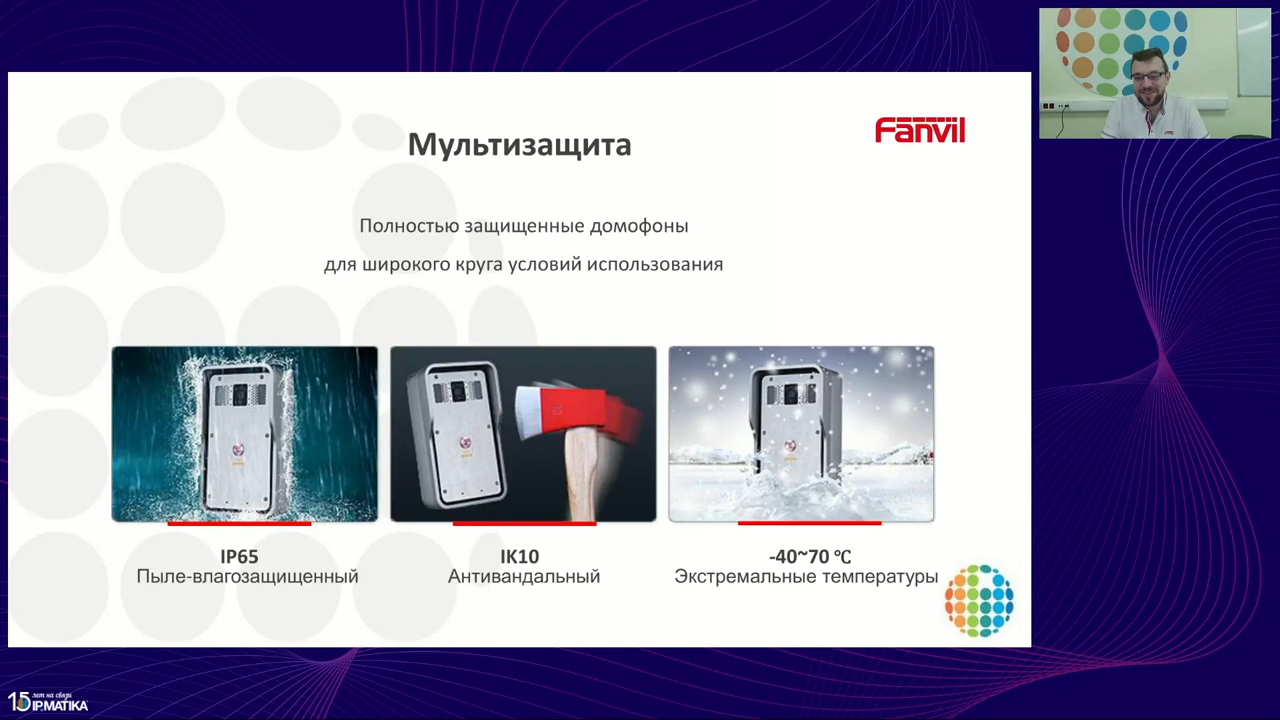 Мультизащита
Fanvil
Полностью защищенные домофоны
для широкого круга условий использования
IP65
Пыле-влагозащищенный
IK10
Антивандальный
-40~70 ℃
Экстремальные температуры
15 лет на связи
IPMATIKA